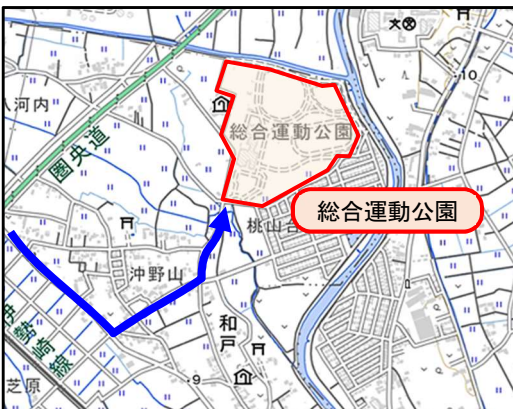 文
・10
八河内
総合運動公園
圏央道
総合運動公園
桃山台
沖野山
和戸
伊勢崎線
芝原
・9